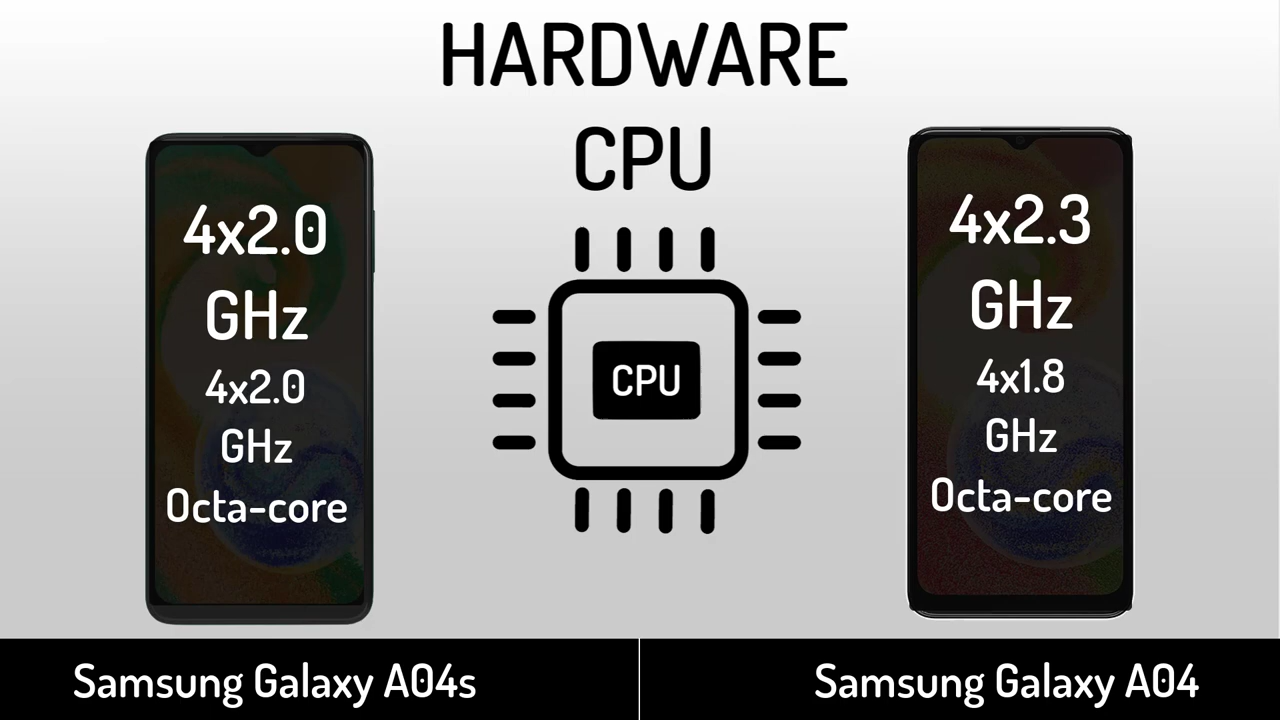 HARDWARE
CPU
4x2.0
GHz
4x2.0
GHz
Octa-core
CPU
4x2.3
GHz
4x1.8
GHz
Octa-core
Samsung Galaxy A04s
Samsung Galaxy A04